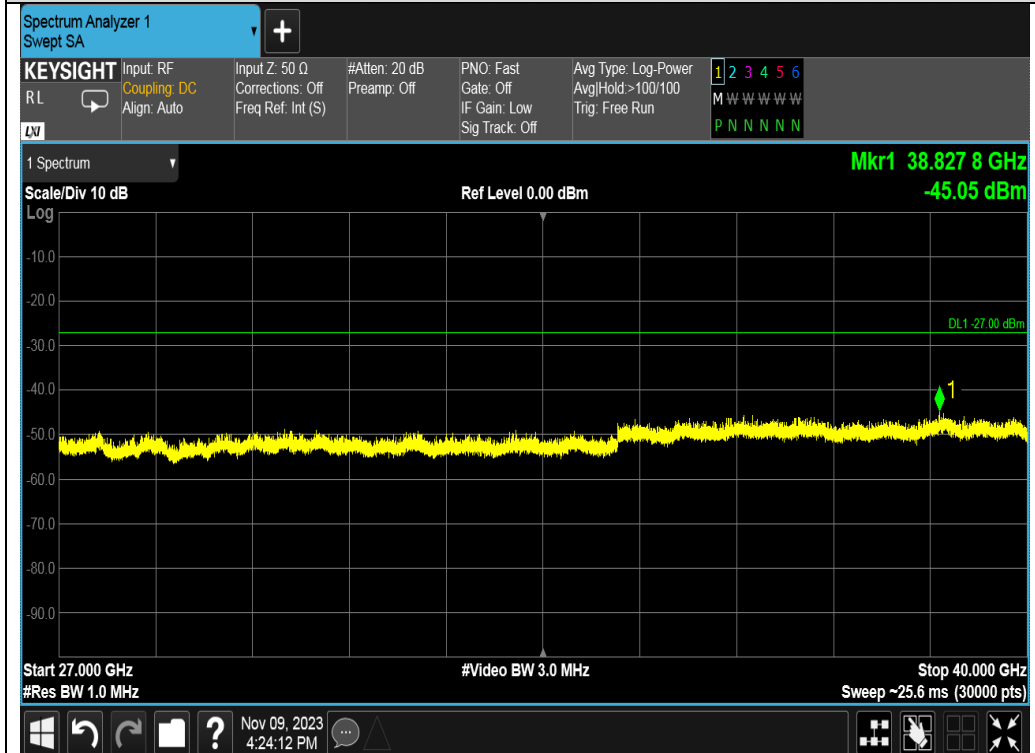 Spectrum Analyzer 1
Swept SA
KEYSIGHT
RL
LXI
Input: RF
Coupling: DC
Align: Auto
Input Z: 50 Ω
Corrections: Off
Freq Ref: Int (S)
#Atten: 20 dB
Preamp: Off
PNO: Fast
Gate: Off
IF Gain: Low
Sig Track: Off
Avg Type: Log-Power
Avg|Hold:>100/100
Trig: Free Run
1 2 3 4 5 6
M W W W W W
P N N N N N
1 Spectrum
Mkr1 38.827 8 GHz
-45.05 dBm
Scale/Div 10 dB
Ref Level 0.00 dBm
Log
-10.0
-20.0
DL1 -27.00 dBm
-30.0
-40.0
1
-50.0
-60.0
-70.0
-80.0
-90.0
Start 27.000 GHz
#Video BW 3.0 MHz
Stop 40.000 GHz
#Res BW 1.0 MHz
Sweep ~25.6 ms (30000 pts)
?
Nov 09, 2023
4:24:12 PM